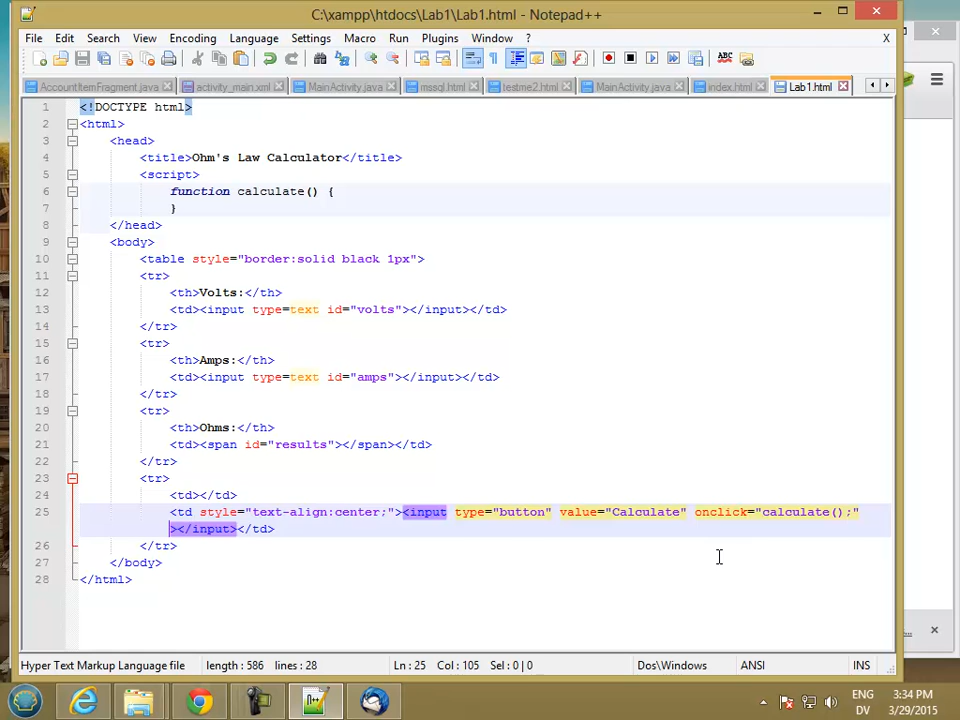 C:\xampp\htdocs\Lab1\Lab1.html - Notepad++
File Edit Search View Encoding Language Settings Macro Run Plugins Window ? X
AccountItemFragment.java activity_main.xml MainActivity.java mssql.html testme2.html MainActivity.java index.html Lab1.html
1 <!DOCTYPE html>
2 <html>
3 <head>
4 <title>Ohm's Law Calculator</title>
5 <script>
6 function calculate() {
7 }
8 </head>
9 <body>
10 <table style="border:solid black 1px">
11 <tr>
12 <th>Volts:</th>
13 <td><input type=text id="volts"></input></td>
14 </tr>
15 <tr>
16 <th>Amps:</th>
17 <td><input type=text id="amps"></input></td>
18 </tr>
19 <tr>
20 <th>Ohms:</th>
21 <td><span id="results"></span></td>
22 </tr>
23 <tr>
24 <td></td>
25 <td style="text-align:center;"><input type="button" value="Calculate" onclick="calculate();"
></input></td>
26 </tr>
27 </body>
28 </html>
Hyper Text Markup Language file length : 586 lines : 28 Ln : 25 Col : 105 Sel : 0 | 0 Dos\Windows ANSI INS
ENG 3:34 PM
DV 3/29/2015